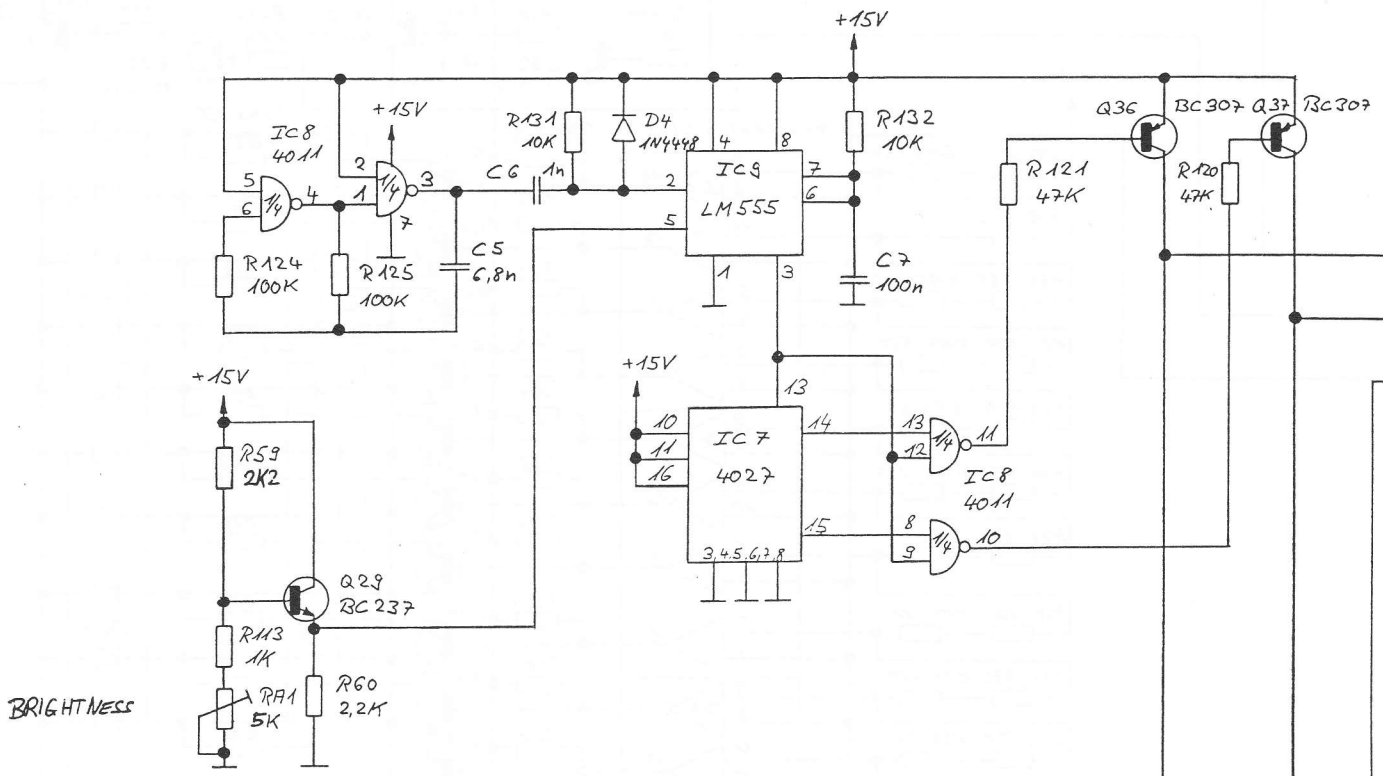 +15V
+15V
IC8
4011
R131
10K
D4
1N4448
4
8
R132
10K
Q36
BC307
Q37
BC307
5
6
1/4
4
2
1
1/4
3
7
C6
1n
2
5
IC9
LM555
7
6
1
3
R121
47K
R120
47K
R124
100K
R125
100K
C5
6,8n
C7
100n
+15V
+15V
13
R59
2K2
10
11
16
IC7
4027
14
15
3,4,5,6,7,8
13
12
1/4
11
IC8
4011
8
9
1/4
10
Q29
BC237
R113
1K
BRIGHTNESS
RA1
5K
R60
2,2K